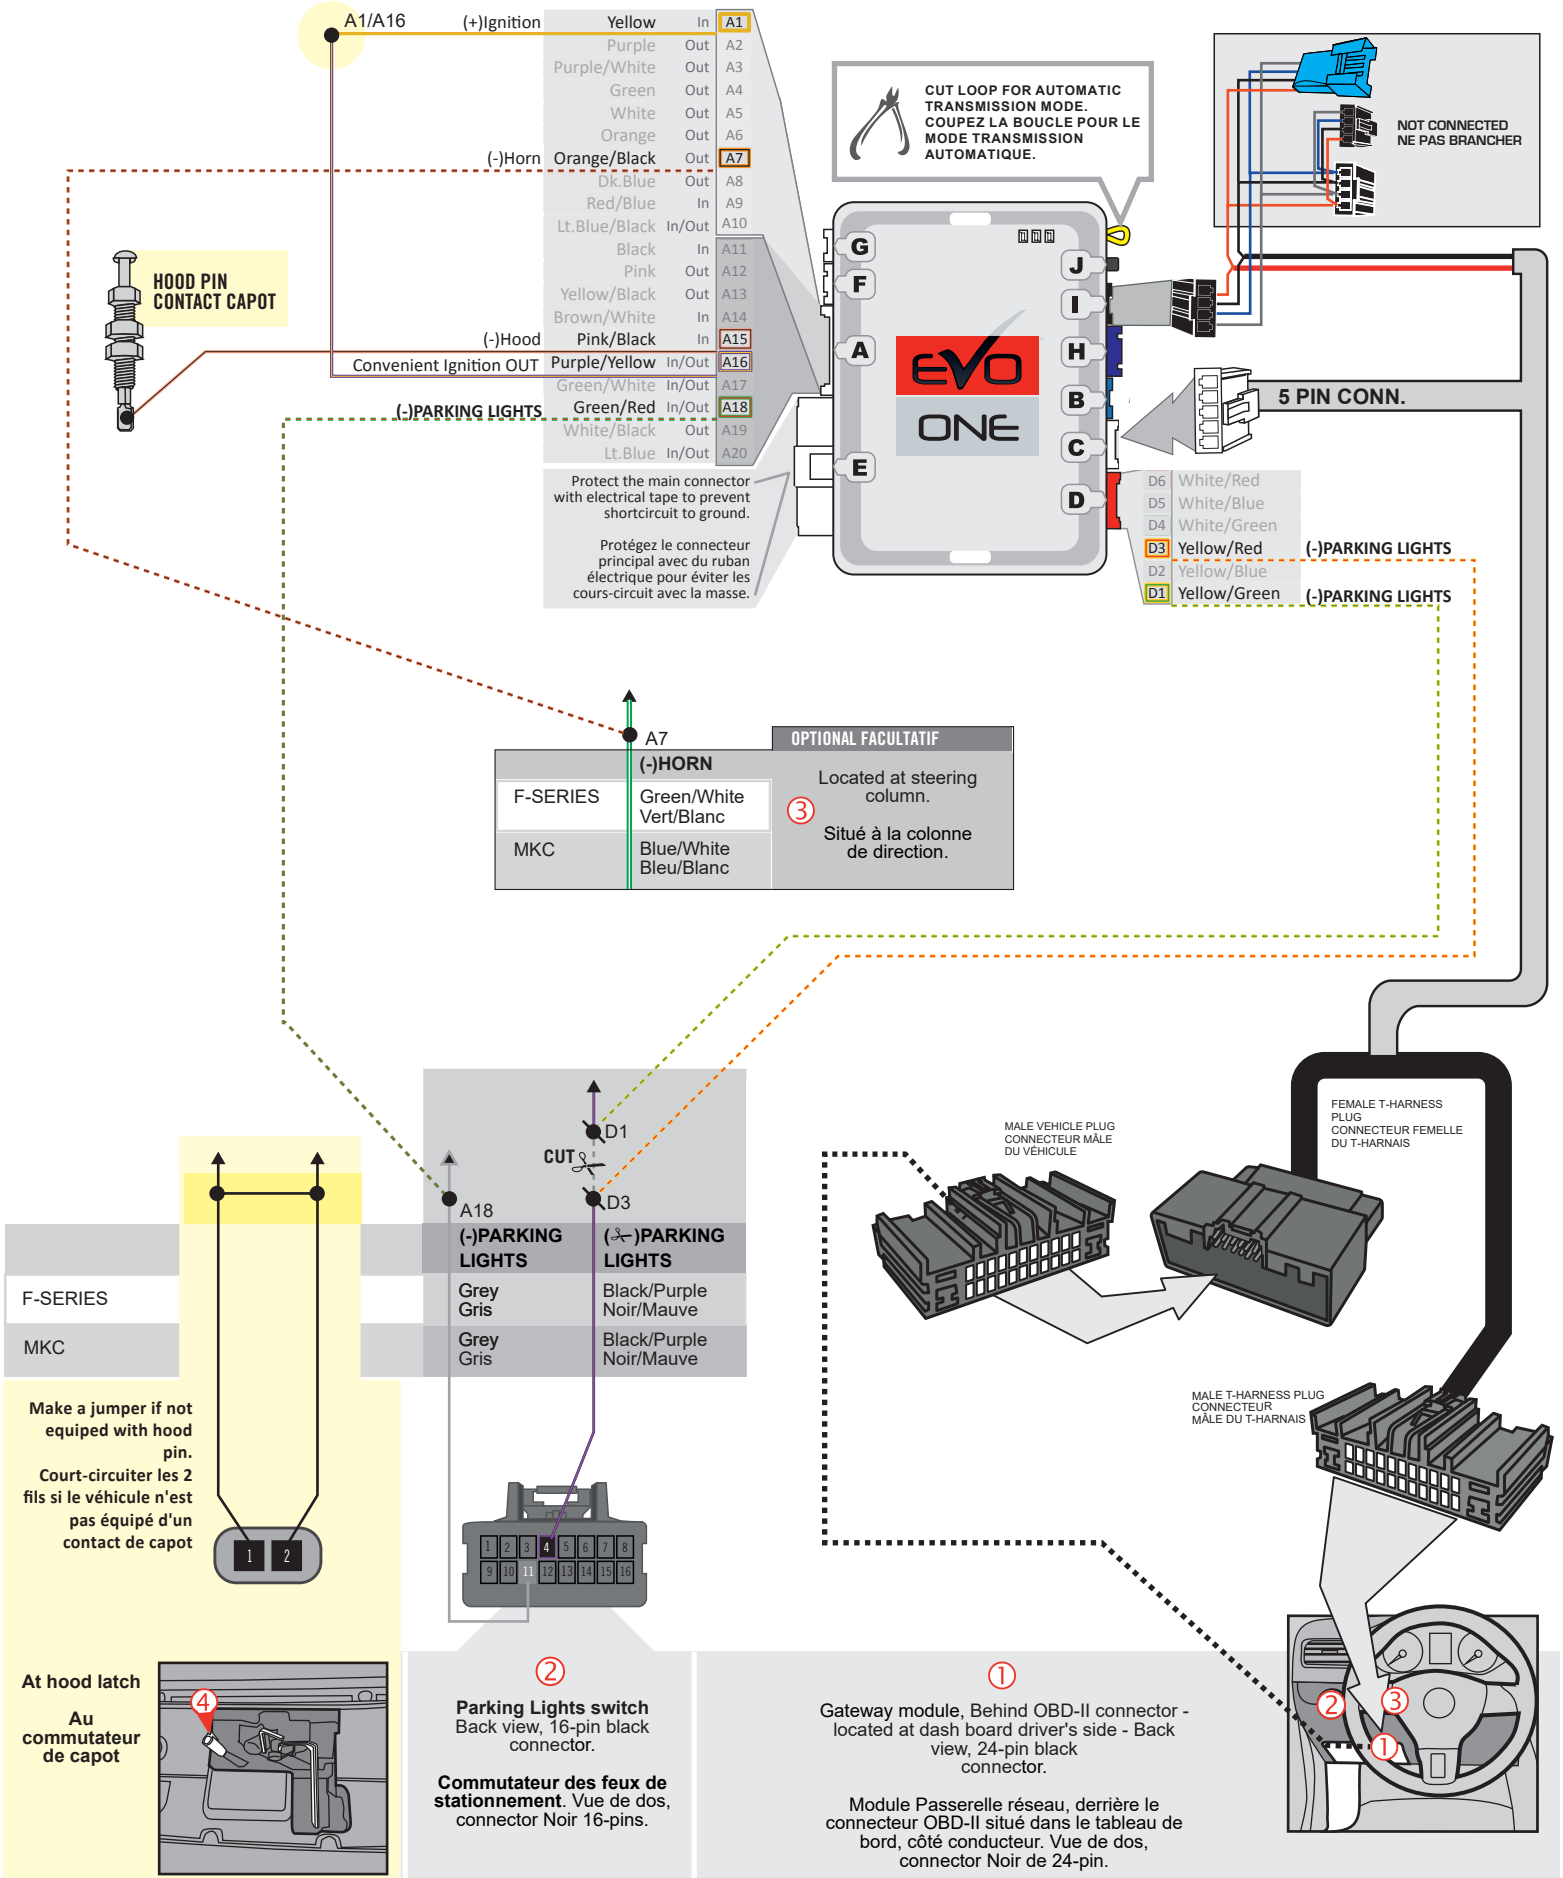 A1/A16
(+)Ignition Yellow In A1
Purple Out A2
Purple/White Out A3
Green Out A4
White Out A5
Orange Out A6
(-)Horn Orange/Black Out A7
Dk.Blue Out A8
Red/Blue In A9
Lt.Blue/Black In/Out A10
Black In A11
Pink Out A12
Yellow/Black Out A13
Brown/White In A14
(-)Hood Pink/Black In A15
Convenient Ignition OUT Purple/Yellow In/Out A16
Green/White In/Out A17
(-)PARKING LIGHTS Green/Red In/Out A18
White/Black Out A19
Lt.Blue In/Out A20
HOOD PIN
CONTACT CAPOT
Protect the main connector
with electrical tape to prevent
shortcircuit to ground.
Protégez le connecteur
principal avec du ruban
électrique pour éviter les
cours-circuit avec la masse.
CUT LOOP FOR AUTOMATIC
TRANSMISSION MODE.
COUPEZ LA BOUCLE POUR LE
MODE TRANSMISSION
AUTOMATIQUE.
NOT CONNECTED
NE PAS BRANCHER
G
F
A
E
J
I
H
B
C
D
EVO
ONE
5 PIN CONN.
D6 White/Red
D5 White/Blue
D4 White/Green
D3 Yellow/Red (-)PARKING LIGHTS
D2 Yellow/Blue
D1 Yellow/Green (-)PARKING LIGHTS
A7
OPTIONAL FACULTATIF
(-)HORN
F-SERIES
Green/White
Vert/Blanc
MKC
Blue/White
Bleu/Blanc
3
Located at steering
column.
Situé à la colonne
de direction.
D1
CUT
D3
A18
(-)PARKING
LIGHTS
(✂)PARKING
LIGHTS
F-SERIES
Grey
Gris
Black/Purple
Noir/Mauve
MKC
Grey
Gris
Black/Purple
Noir/Mauve
Make a jumper if not
equiped with hood
pin.
Court-circuiter les 2
fils si le véhicule n'est
pas équipé d'un
contact de capot
1 2
1 2 3 4 5 6 7 8
9 10 11 12 13 14 15 16
MALE VEHICLE PLUG
CONNECTEUR MÂLE
DU VÉHICULE
FEMALE T-HARNESS
PLUG
CONNECTEUR FEMELLE
DU T-HARNAIS
MALE T-HARNESS PLUG
CONNECTEUR
MÂLE DU T-HARNAIS
At hood latch
Au
commutateur
de capot
4
2
Parking Lights switch
Back view, 16-pin black
connector.
Commutateur des feux de
stationnement. Vue de dos,
connector Noir 16-pins.
1
Gateway module, Behind OBD-II connector -
located at dash board driver's side - Back
view, 24-pin black
connector.
Module Passerelle réseau, derrière le
connecteur OBD-II situé dans le tableau de
bord, côté conducteur. Vue de dos,
connector Noir de 24-pin.
2
3
1